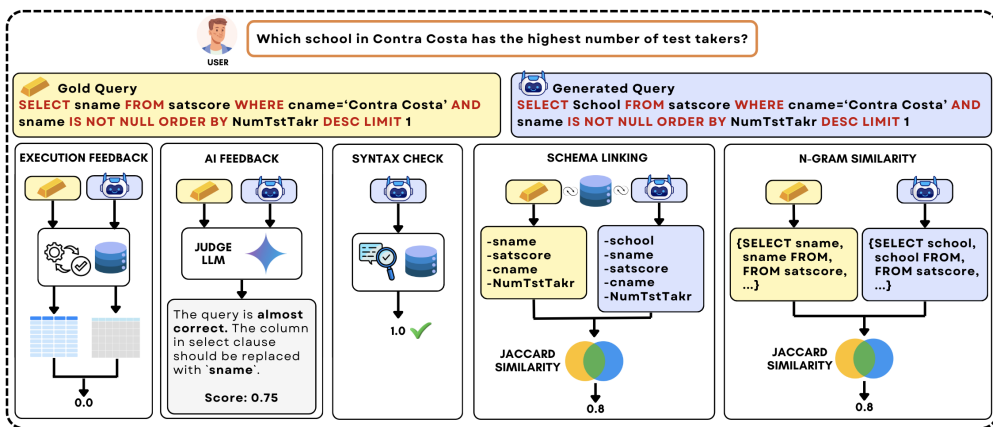 Which school in Contra Costa has the highest number of test takers?
USER
Gold Query
SELECT sname FROM satscore WHERE cname=‘Contra Costa’ AND
sname IS NOT NULL ORDER BY NumTstTakr DESC LIMIT 1
Generated Query
SELECT School FROM satscore WHERE cname=‘Contra Costa’ AND
sname IS NOT NULL ORDER BY NumTstTakr DESC LIMIT 1
EXECUTION FEEDBACK
0.0
AI FEEDBACK
JUDGE
LLM
The query is almost
correct. The column
in select clause
should be replaced
with `sname`.
Score: 0.75
SYNTAX CHECK
1.0
SCHEMA LINKING
-sname
-satscore
-cname
-NumTstTakr
-school
-sname
-satscore
-cname
-NumTstTakr
JACCARD
SIMILARITY
0.8
N-GRAM SIMILARITY
{SELECT sname,
sname FROM,
FROM satscore,
...}
{SELECT school,
school FROM,
FROM satscore,
...}
JACCARD
SIMILARITY
0.8